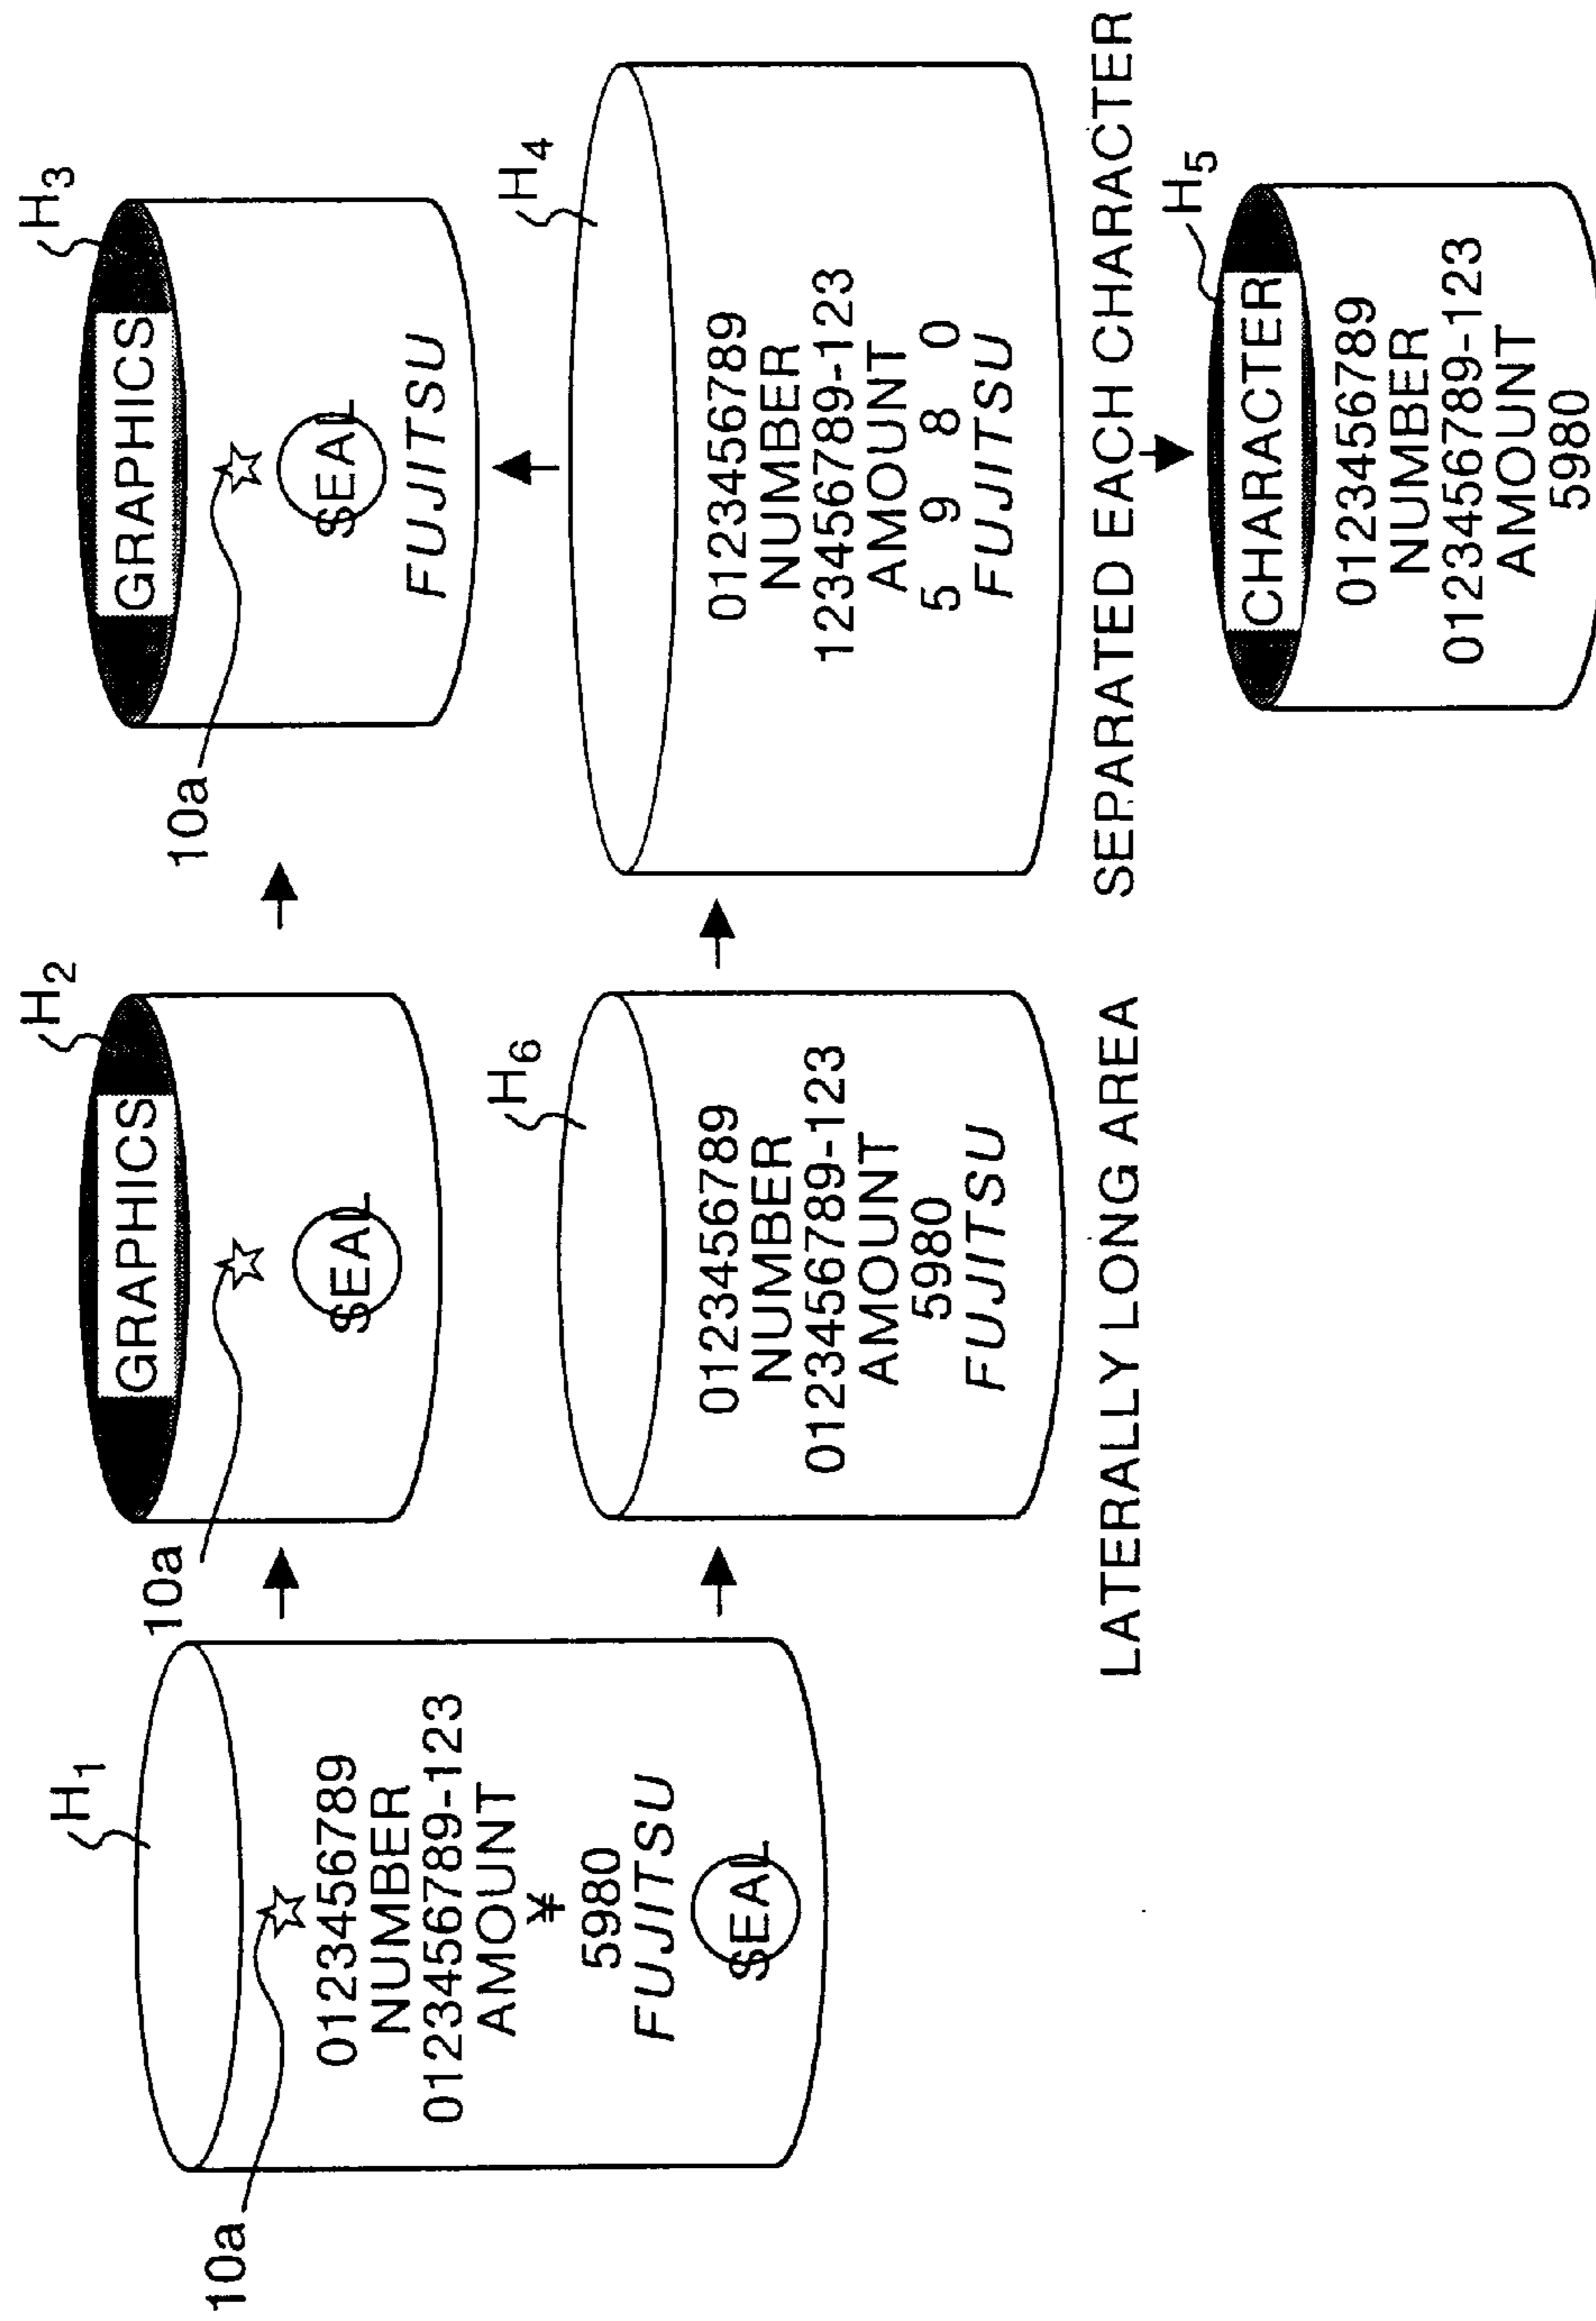 H1
10a
0123456789
NUMBER
0123456789-123
AMOUNT
¥
5980
FUJITSU
SEAL
H2
GRAPHICS
10a
SEAL
H6
0123456789
NUMBER
0123456789-123
AMOUNT
5980
FUJITSU
LATERALLY LONG AREA
H3
GRAPHICS
10a
SEAL
FUJITSU
H4
0123456789
NUMBER
123456789-123
AMOUNT
5 9 8 0
FUJITSU
SEPARATED EACH CHARACTER
H5
CHARACTER
0123456789
NUMBER
0123456789-123
AMOUNT
5980